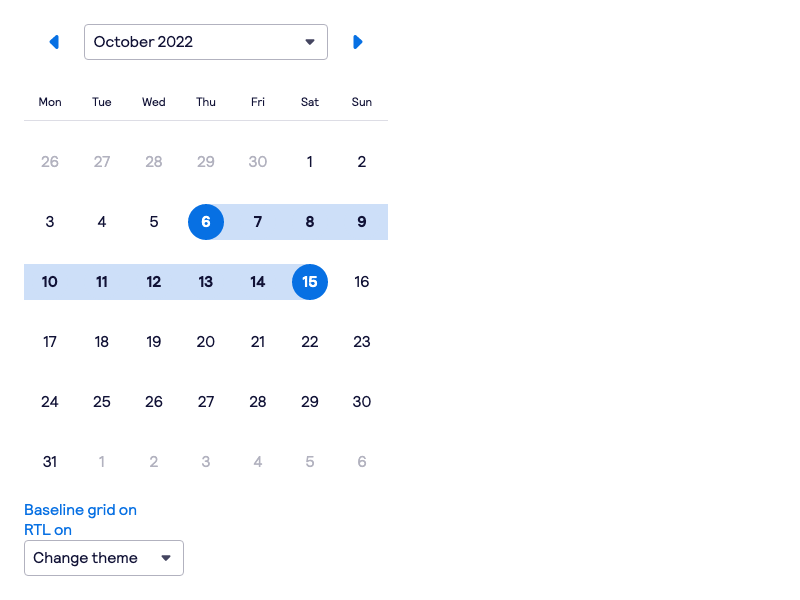 October 2022
Mon Tue Wed Thu Fri Sat Sun
26 27 28 29 30 1 2
3 4 5 6 7 8 9
10 11 12 13 14 15 16
17 18 19 20 21 22 23
24 25 26 27 28 29 30
31 1 2 3 4 5 6
Baseline grid on
RTL on
Change theme